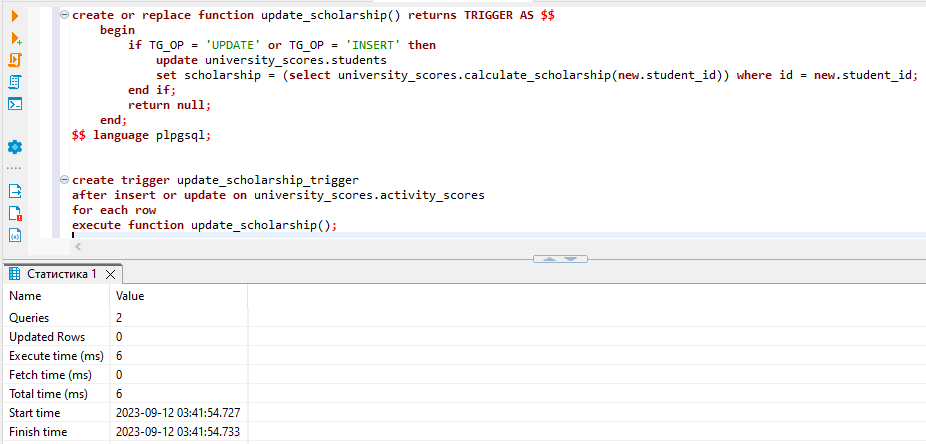 create or replace function update_scholarship() returns TRIGGER AS $$
    begin
        if TG_OP = 'UPDATE' or TG_OP = 'INSERT' then
            update university_scores.students
            set scholarship = (select university_scores.calculate_scholarship(new.student_id)) where id = new.student_id;
        end if;
        return null;
    end;
$$ language plpgsql;
create trigger update_scholarship_trigger
after insert or update on university_scores.activity_scores
for each row
execute function update_scholarship();
Статистика 1
Name Value
Queries 2
Updated Rows 0
Execute time (ms) 6
Fetch time (ms) 0
Total time (ms) 6
Start time 2023-09-12 03:41:54.727
Finish time 2023-09-12 03:41:54.733